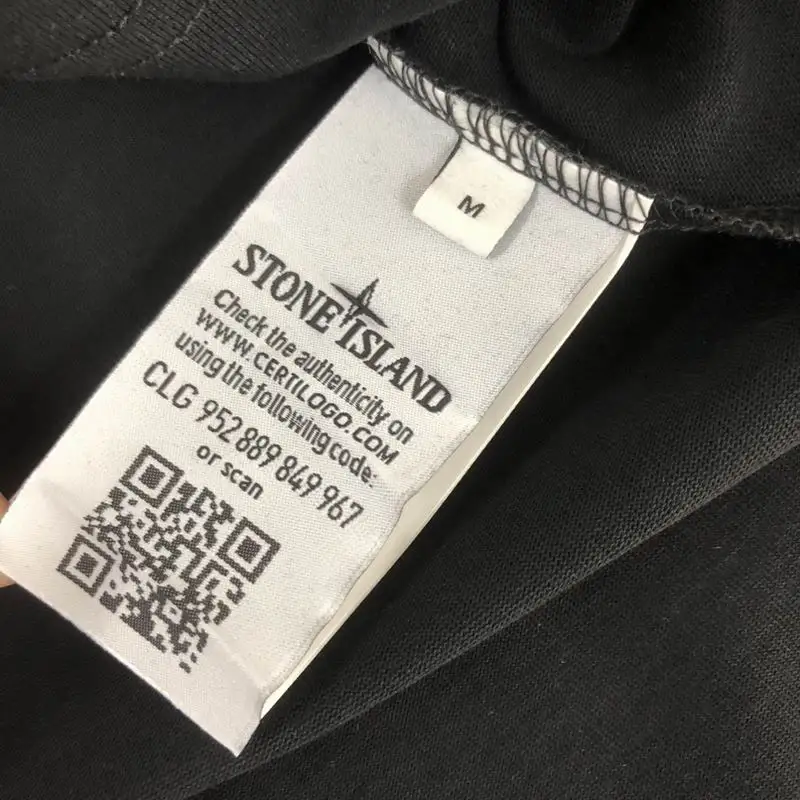 M
STONE ISLAND
Check the authenticity on
WWW.CERTILOGO.COM
using the following code:
CLG 952 889 849 967
or scan